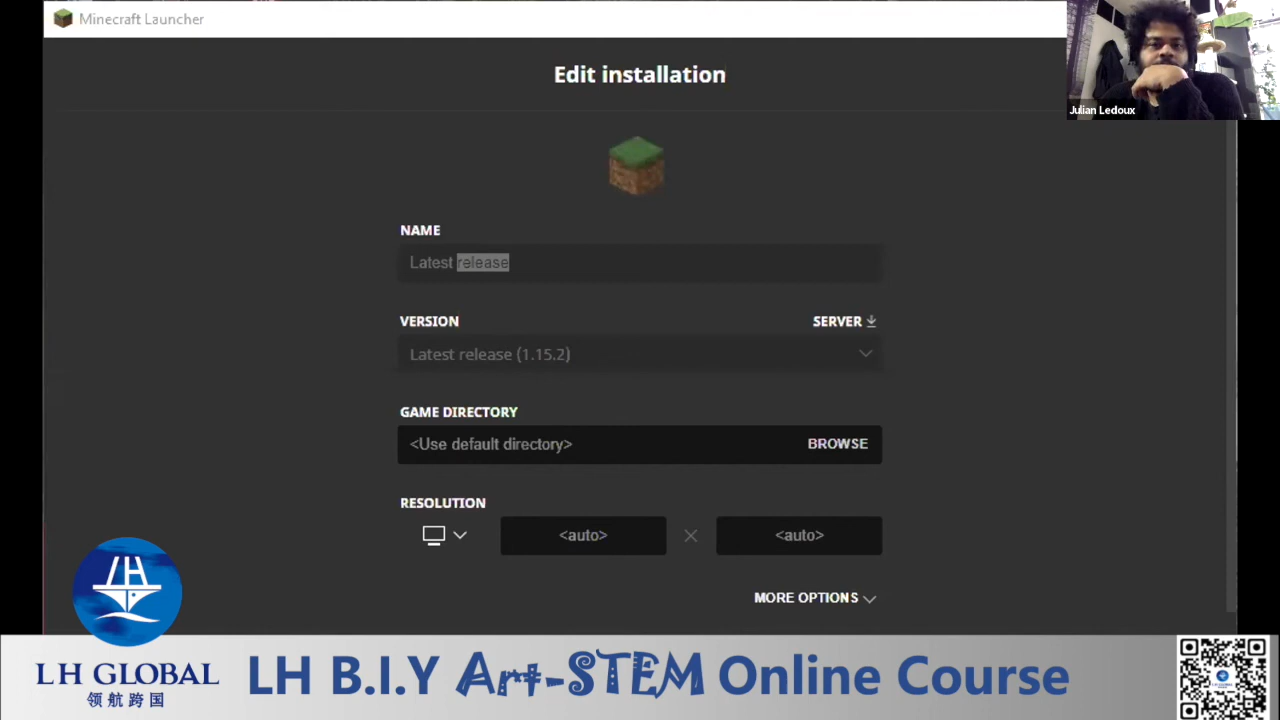 Minecraft Launcher
Edit installation
Julian Ledoux
NAME
Latest release
VERSION
SERVER
Latest release (1.15.2)
GAME DIRECTORY
<Use default directory>
BROWSE
RESOLUTION
<auto>
<auto>
MORE OPTIONS
LH
LH GLOBAL
领航跨国
LH B.I.Y Art-STEM Online Course